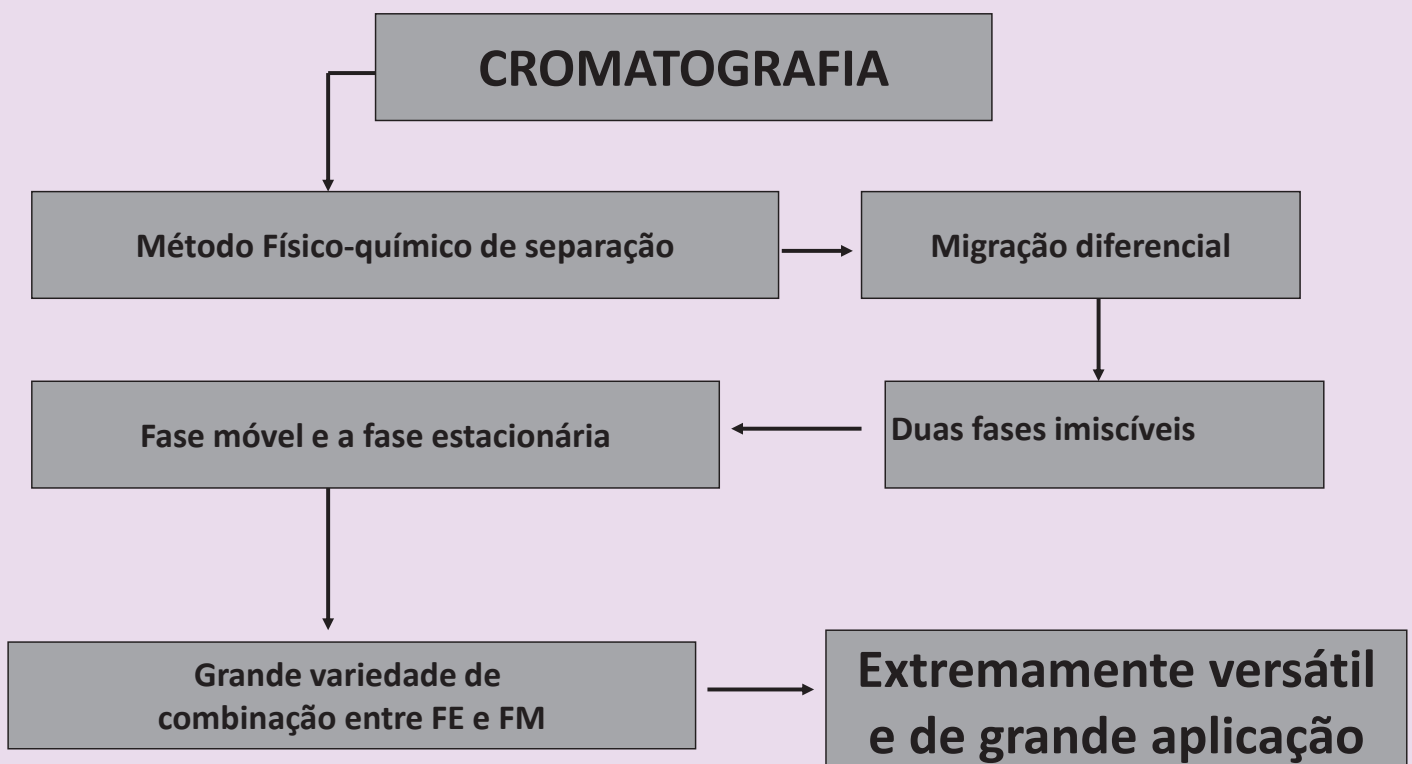 CROMATOGRAFIA
Método Físico-químico de separação
Migração diferencial
Duas fases imiscíveis
Fase móvel e a fase estacionária
Grande variedade de
combinação entre FE e FM
Extremamente versátil
e de grande aplicação